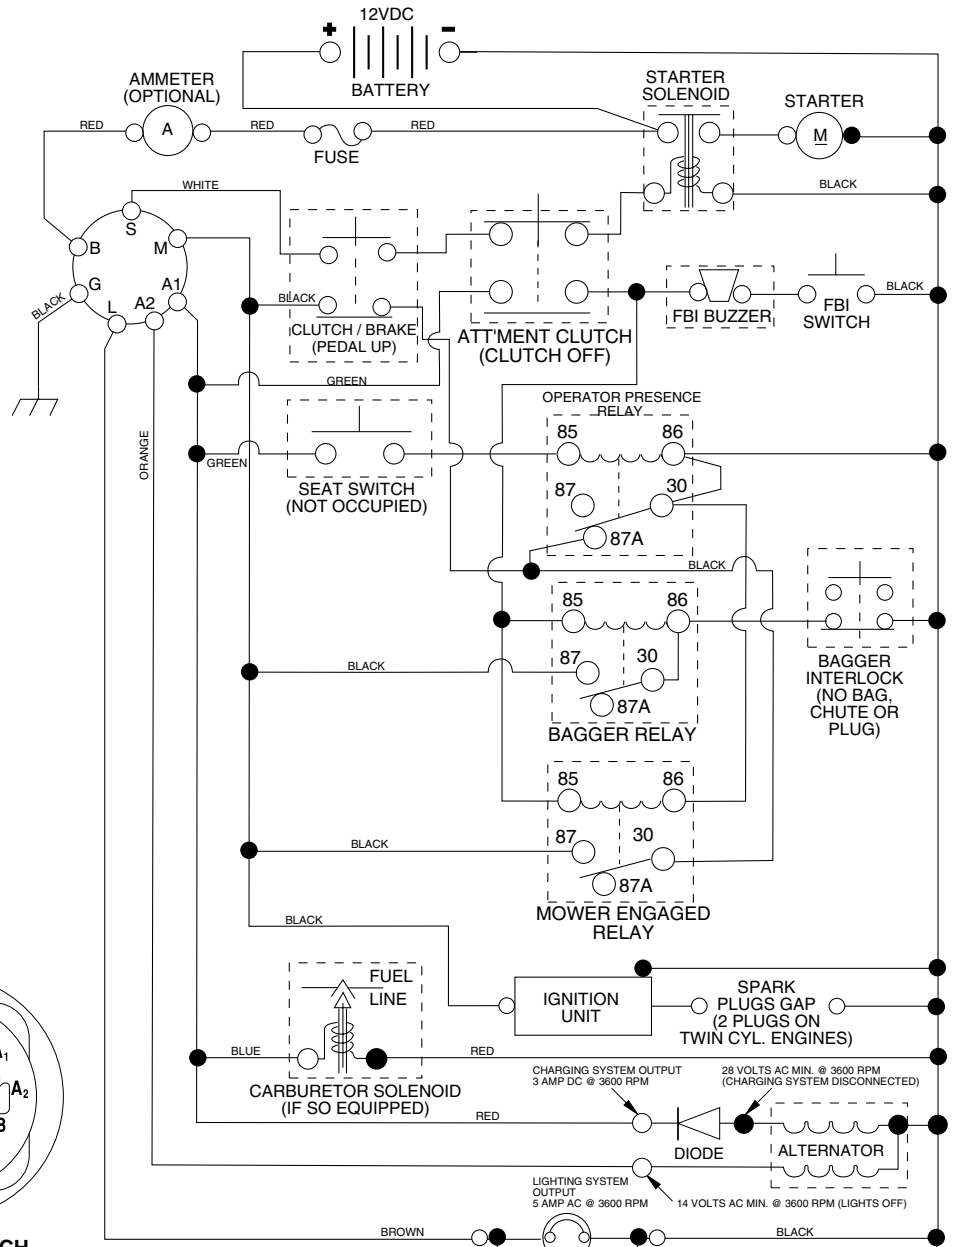 12VDC
+ −
BATTERY
AMMETER
(OPTIONAL)
STARTER
SOLENOID
STARTER
RED
A
RED
RED
M
FUSE
WHITE
BLACK
S
B
M
G
A1
L
A2
BLACK
BLACK
CLUTCH / BRAKE
(PEDAL UP)
ATT'MENT CLUTCH
(CLUTCH OFF)
FBI BUZZER
FBI
SWITCH
BLACK
GREEN
OPERATOR PRESENCE
RELAY
ORANGE
GREEN
SEAT SWITCH
(NOT OCCUPIED)
85 86
87 30
87A
BLACK
85 86
BLACK
87 30
87A
BAGGER RELAY
BAGGER
INTERLOCK
(NO BAG,
CHUTE OR
PLUG)
85 86
BLACK
87 30
87A
MOWER ENGAGED
RELAY
BLACK
FUEL
LINE
IGNITION
UNIT
SPARK
PLUGS GAP
(2 PLUGS ON
TWIN CYL. ENGINES)
BLUE
RED
CARBURETOR SOLENOID
(IF SO EQUIPPED)
CHARGING SYSTEM OUTPUT
3 AMP DC @ 3600 RPM
28 VOLTS AC MIN. @ 3600 RPM
(CHARGING SYSTEM DISCONNECTED)
RED
DIODE
ALTERNATOR
LIGHTING SYSTEM
OUTPUT
5 AMP AC @ 3600 RPM
14 VOLTS AC MIN. @ 3600 RPM (LIGHTS OFF)
BROWN
BLACK
A2